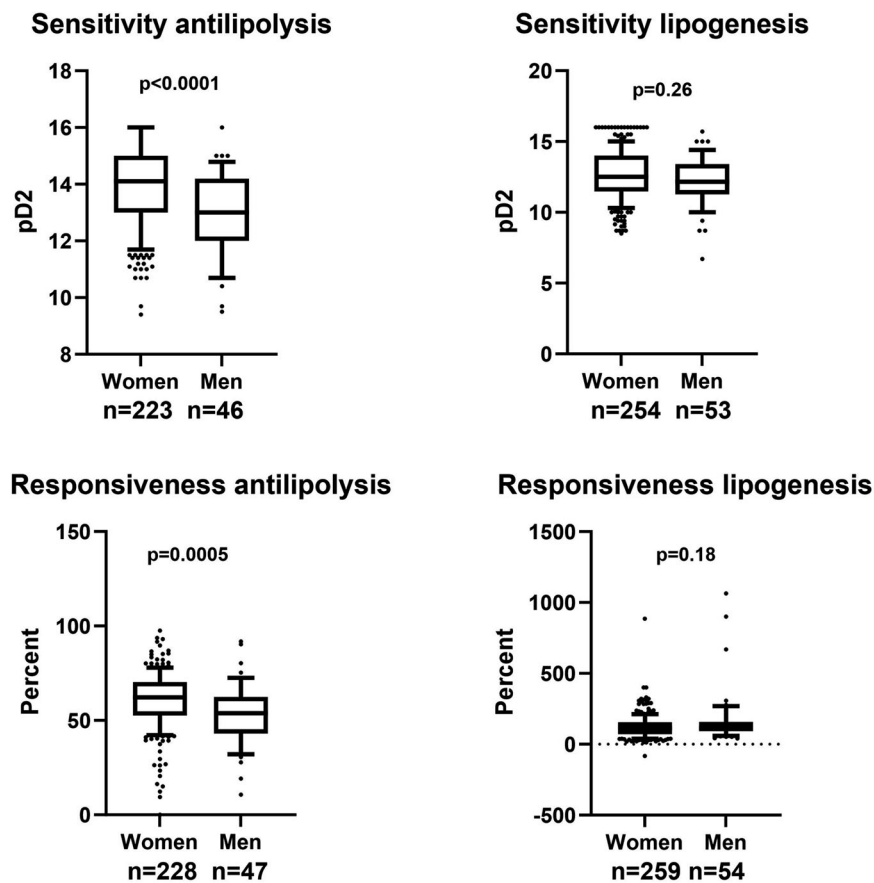 Sensitivity antilipolysis
p<0.0001
pD2
18
16
14
12
10
8
Women Men
n=223 n=46
Sensitivity lipogenesis
p=0.26
pD2
20
15
10
5
0
Women Men
n=254 n=53
Responsiveness antilipolysis
p=0.0005
Percent
150
100
50
0
Women Men
n=228 n=47
Responsiveness lipogenesis
p=0.18
Percent
1500
1000
500
0
-500
Women Men
n=259 n=54